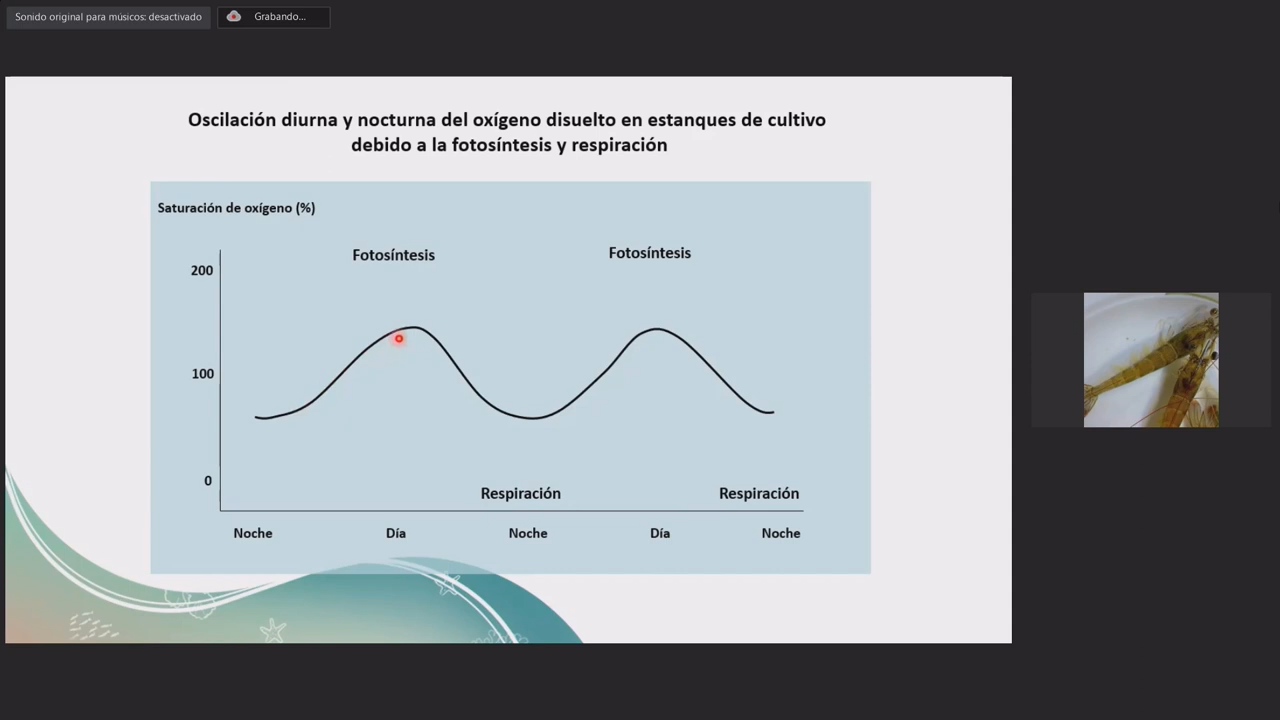 Sonido original para músicos: desactivado
Grabando...
Oscilación diurna y nocturna del oxígeno disuelto en estanques de cultivo
debido a la fotosíntesis y respiración
Saturación de oxígeno (%)
Fotosíntesis
Fotosíntesis
200
100
0
Respiración
Respiración
Noche
Día
Noche
Día
Noche